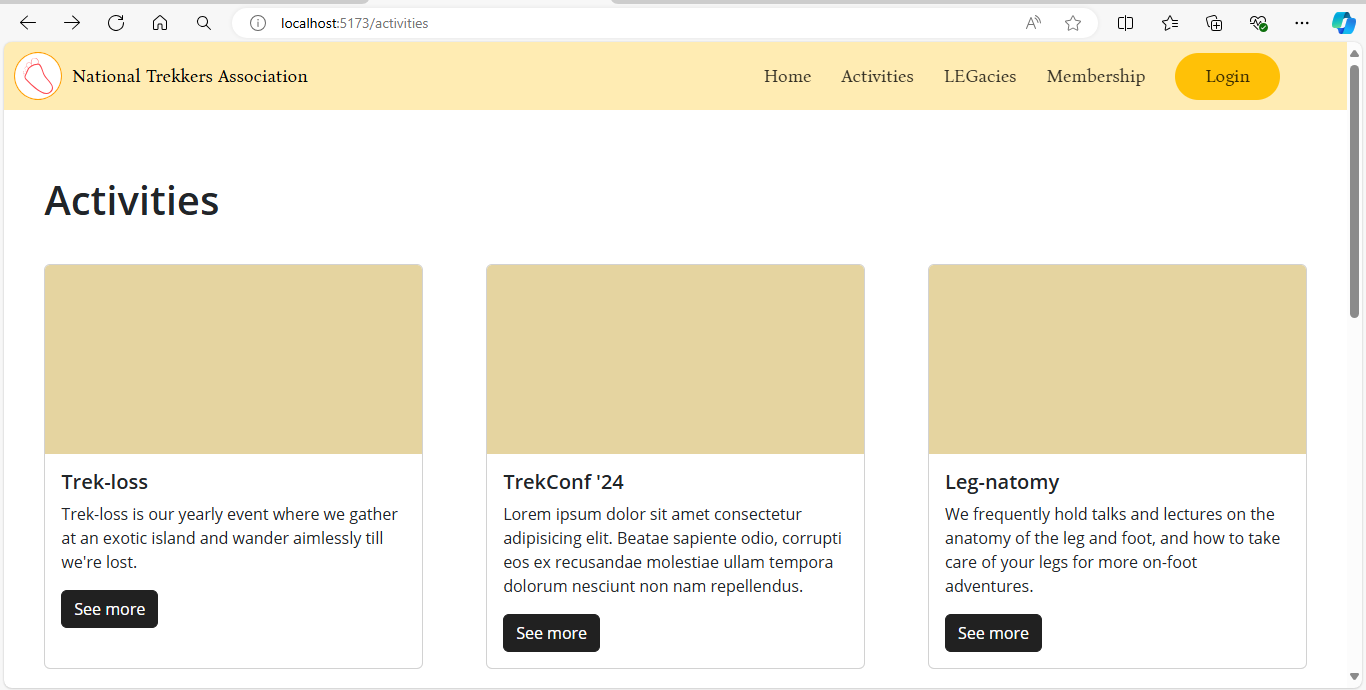 localhost:5173/activities
National Trekkers Association
Home Activities LEGacies Membership Login
Activities
Trek-loss
Trek-loss is our yearly event where we gather
at an exotic island and wander aimlessly till
we're lost.
See more
TrekConf '24
Lorem ipsum dolor sit amet consectetur
adipisicing elit. Beatae sapiente odio, corrupti
eos ex recusandae molestiae ullam tempora
dolorum nesciunt non nam repellendus.
See more
Leg-natomy
We frequently hold talks and lectures on the
anatomy of the leg and foot, and how to take
care of your legs for more on-foot
adventures.
See more